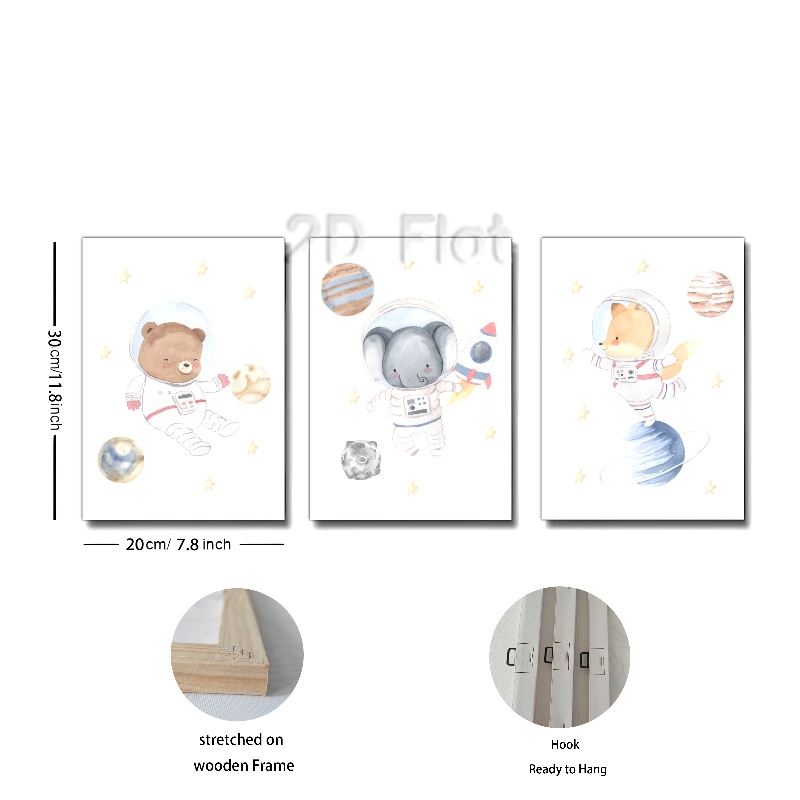 2D Flat
30cm/11.8inch
20cm/ 7.8 inch
stretched on
wooden Frame
Hook
Ready to Hang